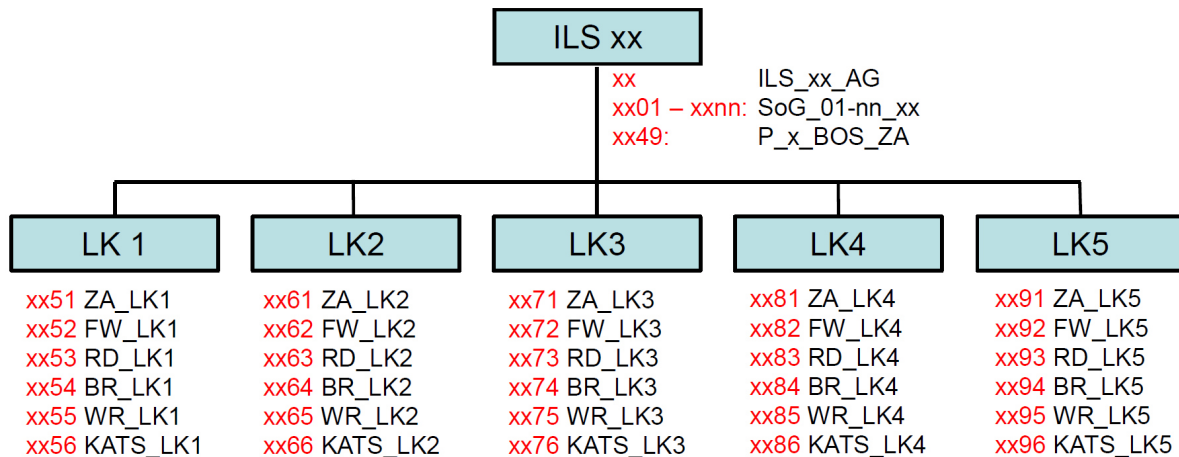 ILS xx
xx ILS_xx_AG
xx01 – xxnn: SoG_01-nn_xx
xx49: P_x_BOS_ZA
LK 1
xx51 ZA_LK1
xx52 FW_LK1
xx53 RD_LK1
xx54 BR_LK1
xx55 WR_LK1
xx56 KATS_LK1
LK2
xx61 ZA_LK2
xx62 FW_LK2
xx63 RD_LK2
xx64 BR_LK2
xx65 WR_LK2
xx66 KATS_LK2
LK3
xx71 ZA_LK3
xx72 FW_LK3
xx73 RD_LK3
xx74 BR_LK3
xx75 WR_LK3
xx76 KATS_LK3
LK4
xx81 ZA_LK4
xx82 FW_LK4
xx83 RD_LK4
xx84 BR_LK4
xx85 WR_LK4
xx86 KATS_LK4
LK5
xx91 ZA_LK5
xx92 FW_LK5
xx93 RD_LK5
xx94 BR_LK5
xx95 WR_LK5
xx96 KATS_LK5